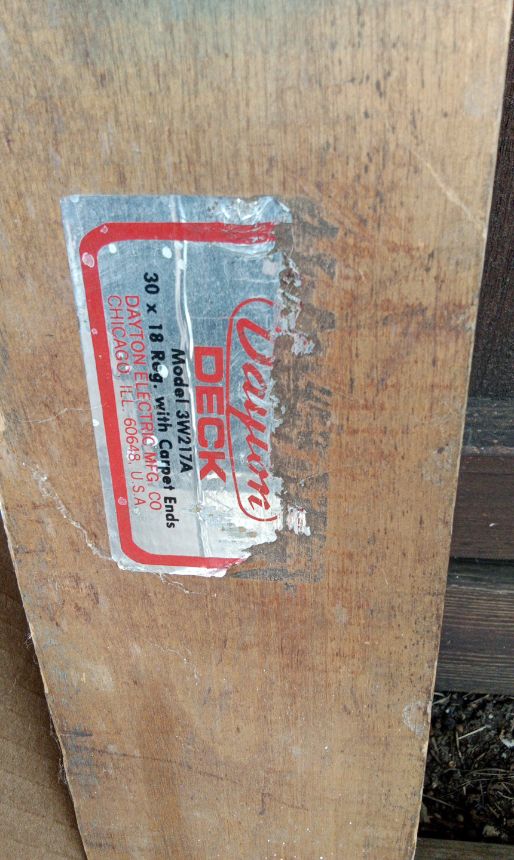 Dayton
DECK
Model 3W217A
30 x 18 Reg. with Carpet Ends
DAYTON ELECTRIC MFG. CO
CHICAGO, ILL. 60648, U.S.A.